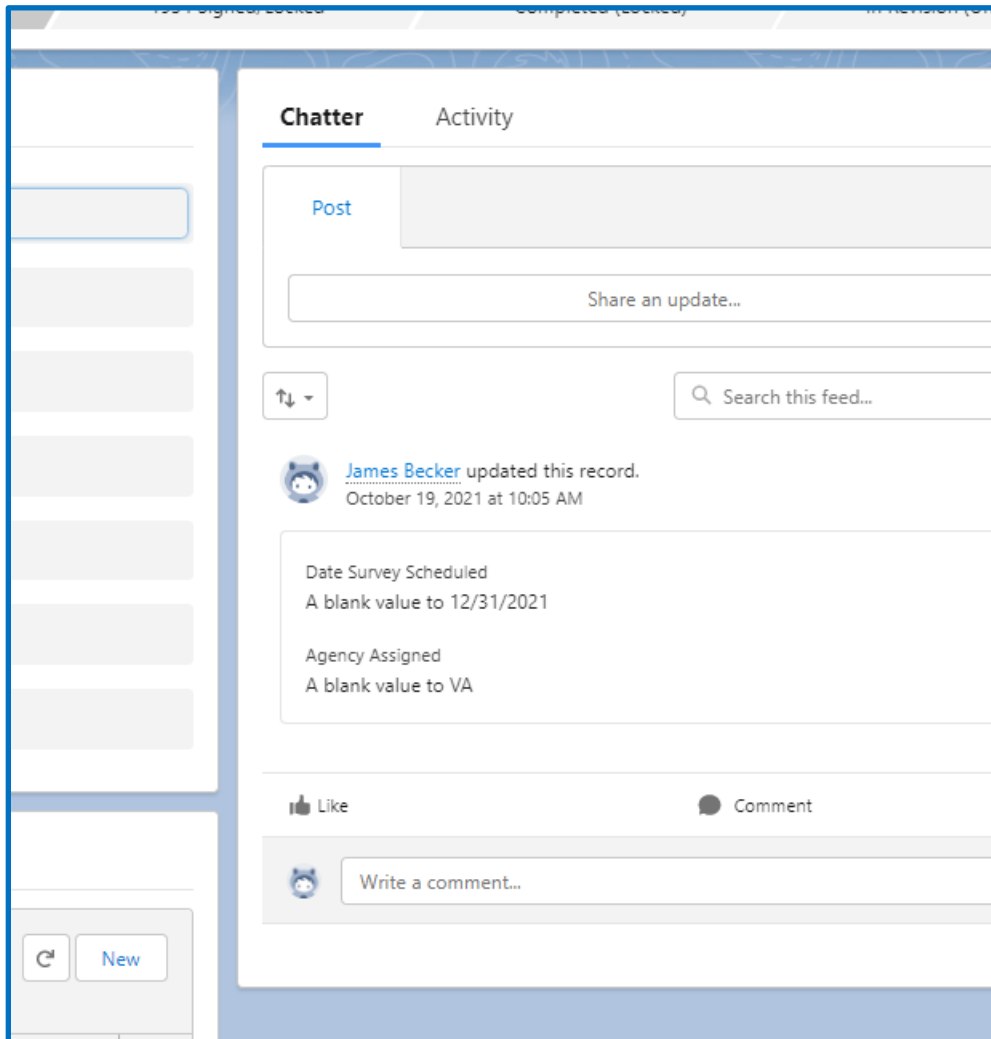 Chatter Activity
Post
Share an update...
Search this feed...
James Becker updated this record.
October 19, 2021 at 10:05 AM
Date Survey Scheduled
A blank value to 12/31/2021
Agency Assigned
A blank value to VA
Like Comment
Write a comment...
New